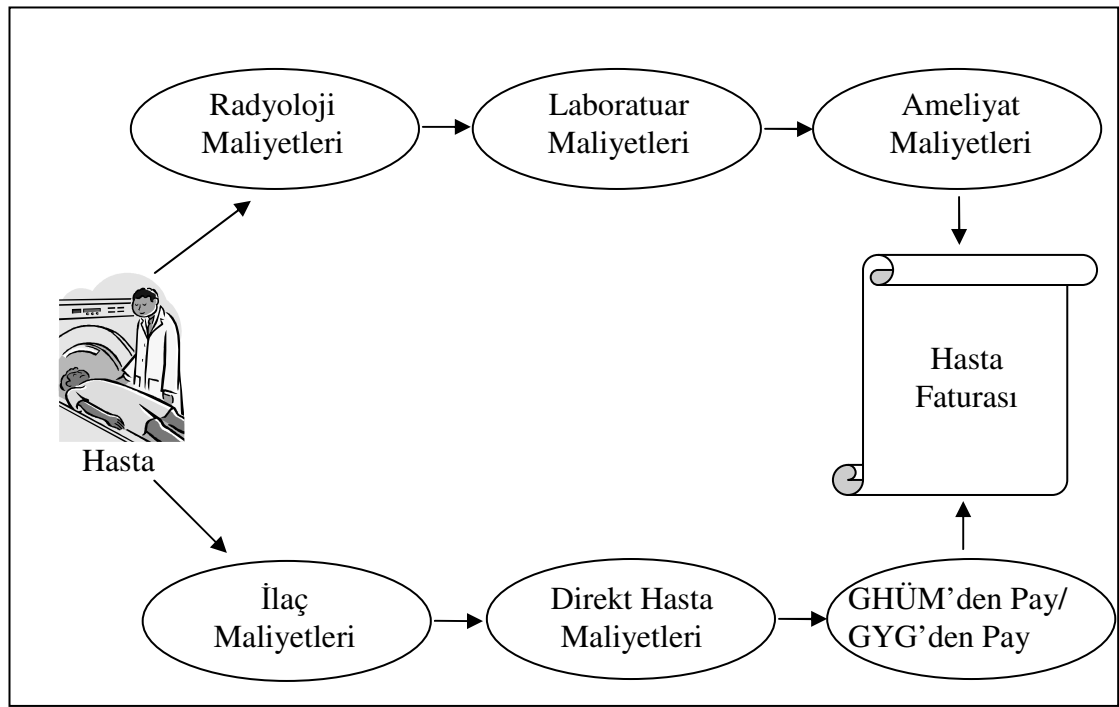 Radyoloji
Maliyetleri
Laboratuar
Maliyetleri
Ameliyat
Maliyetleri
Hasta
Faturası
Hasta
İlaç
Maliyetleri
Direkt Hasta
Maliyetleri
GHÜM’den Pay/
GYG’den Pay